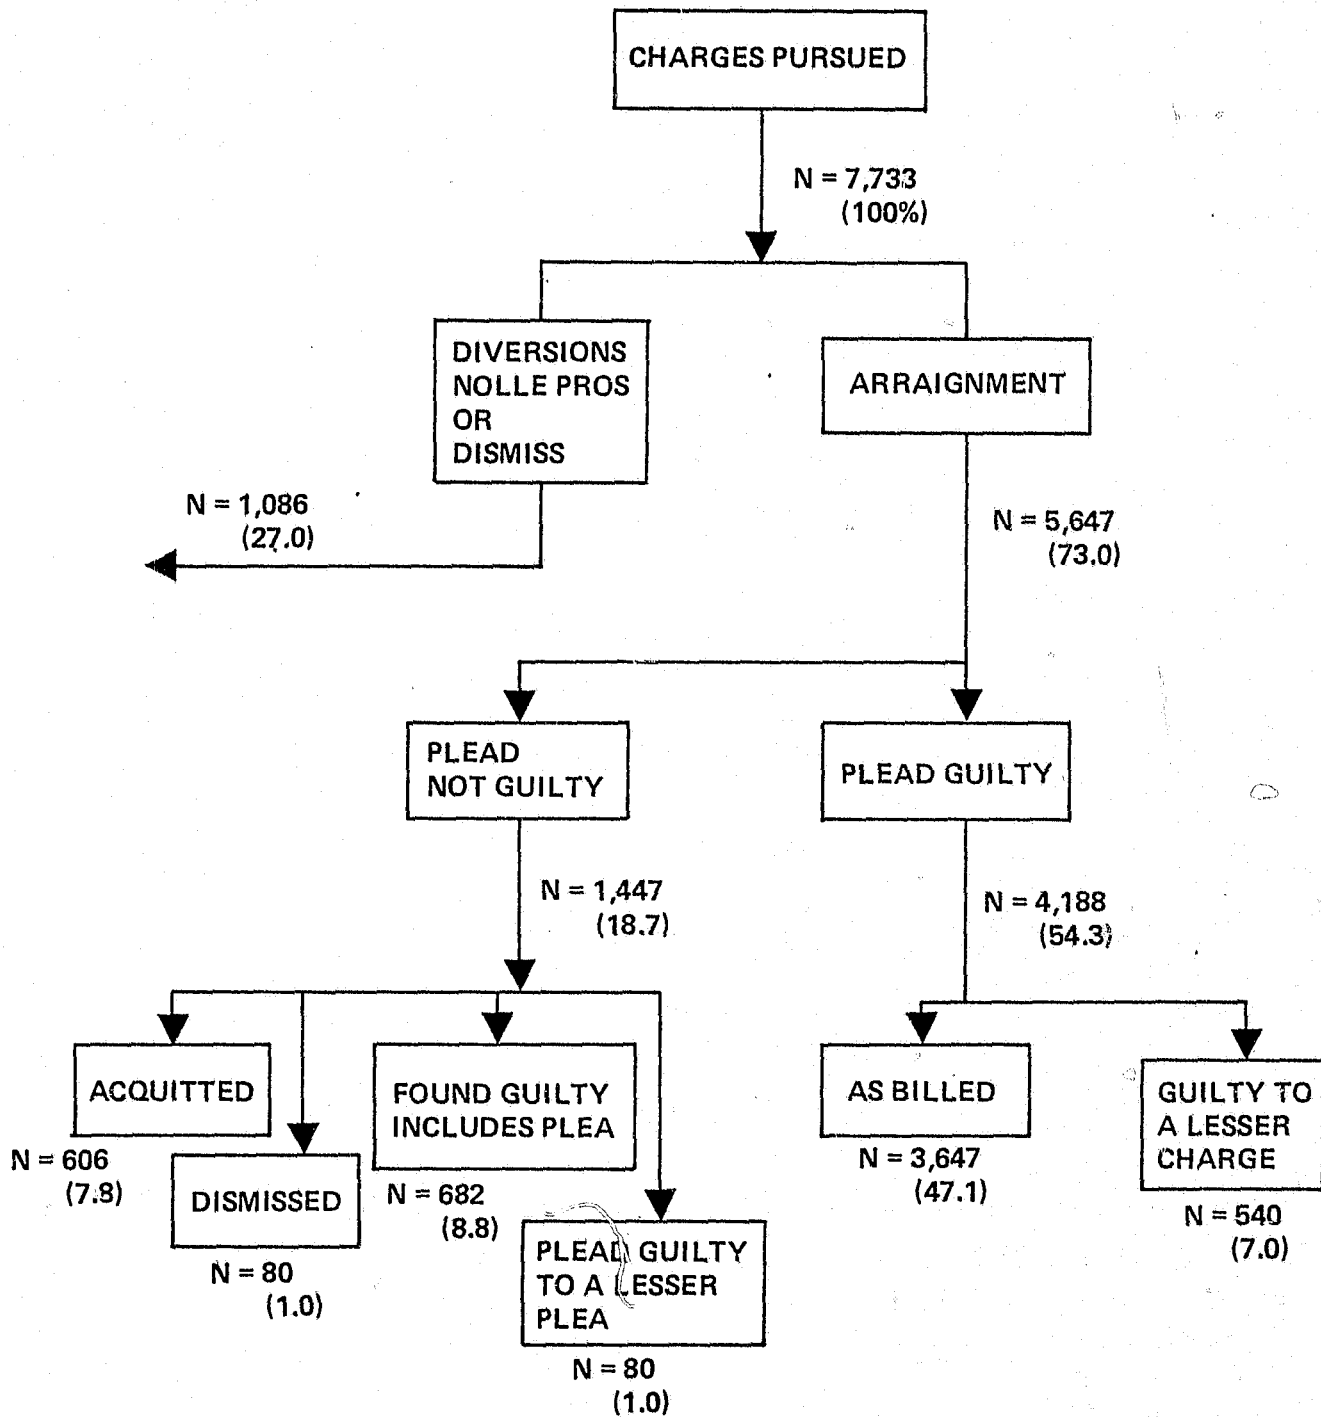 CHARGES PURSUED
N = 7,733
(100%)
DIVERSIONS
NOLLE PROS
OR
DISMISS
ARRAIGNMENT
N = 1,086
(27.0)
N = 5,647
(73.0)
PLEAD
NOT GUILTY
PLEAD GUILTY
N = 1,447
(18.7)
N = 4,188
(54.3)
ACQUITTED
N = 606
(7.8)
DISMISSED
N = 80
(1.0)
FOUND GUILTY
INCLUDES PLEA
N = 682
(8.8)
PLEAD GUILTY
TO A LESSER
PLEA
N = 80
(1.0)
AS BILLED
N = 3,647
(47.1)
GUILTY TO
A LESSER
CHARGE
N = 540
(7.0)